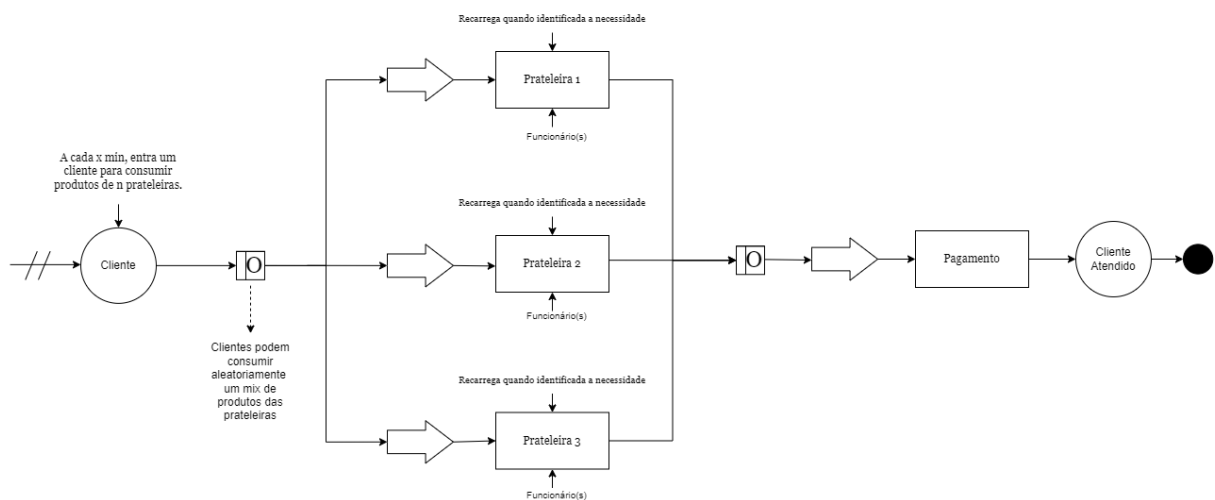 Recarrega quando identificada a necessidade
Prateleira 1
Funcionário(s)
A cada x min, entra um
cliente para consumir
produtos de n prateleiras.
Cliente
O
Clientes podem
consumir
aleatoriamente
um mix de
produtos das
prateleiras
Recarrega quando identificada a necessidade
Prateleira 2
Funcionário(s)
Recarrega quando identificada a necessidade
Prateleira 3
Funcionário(s)
O
Pagamento
Cliente
Atendido